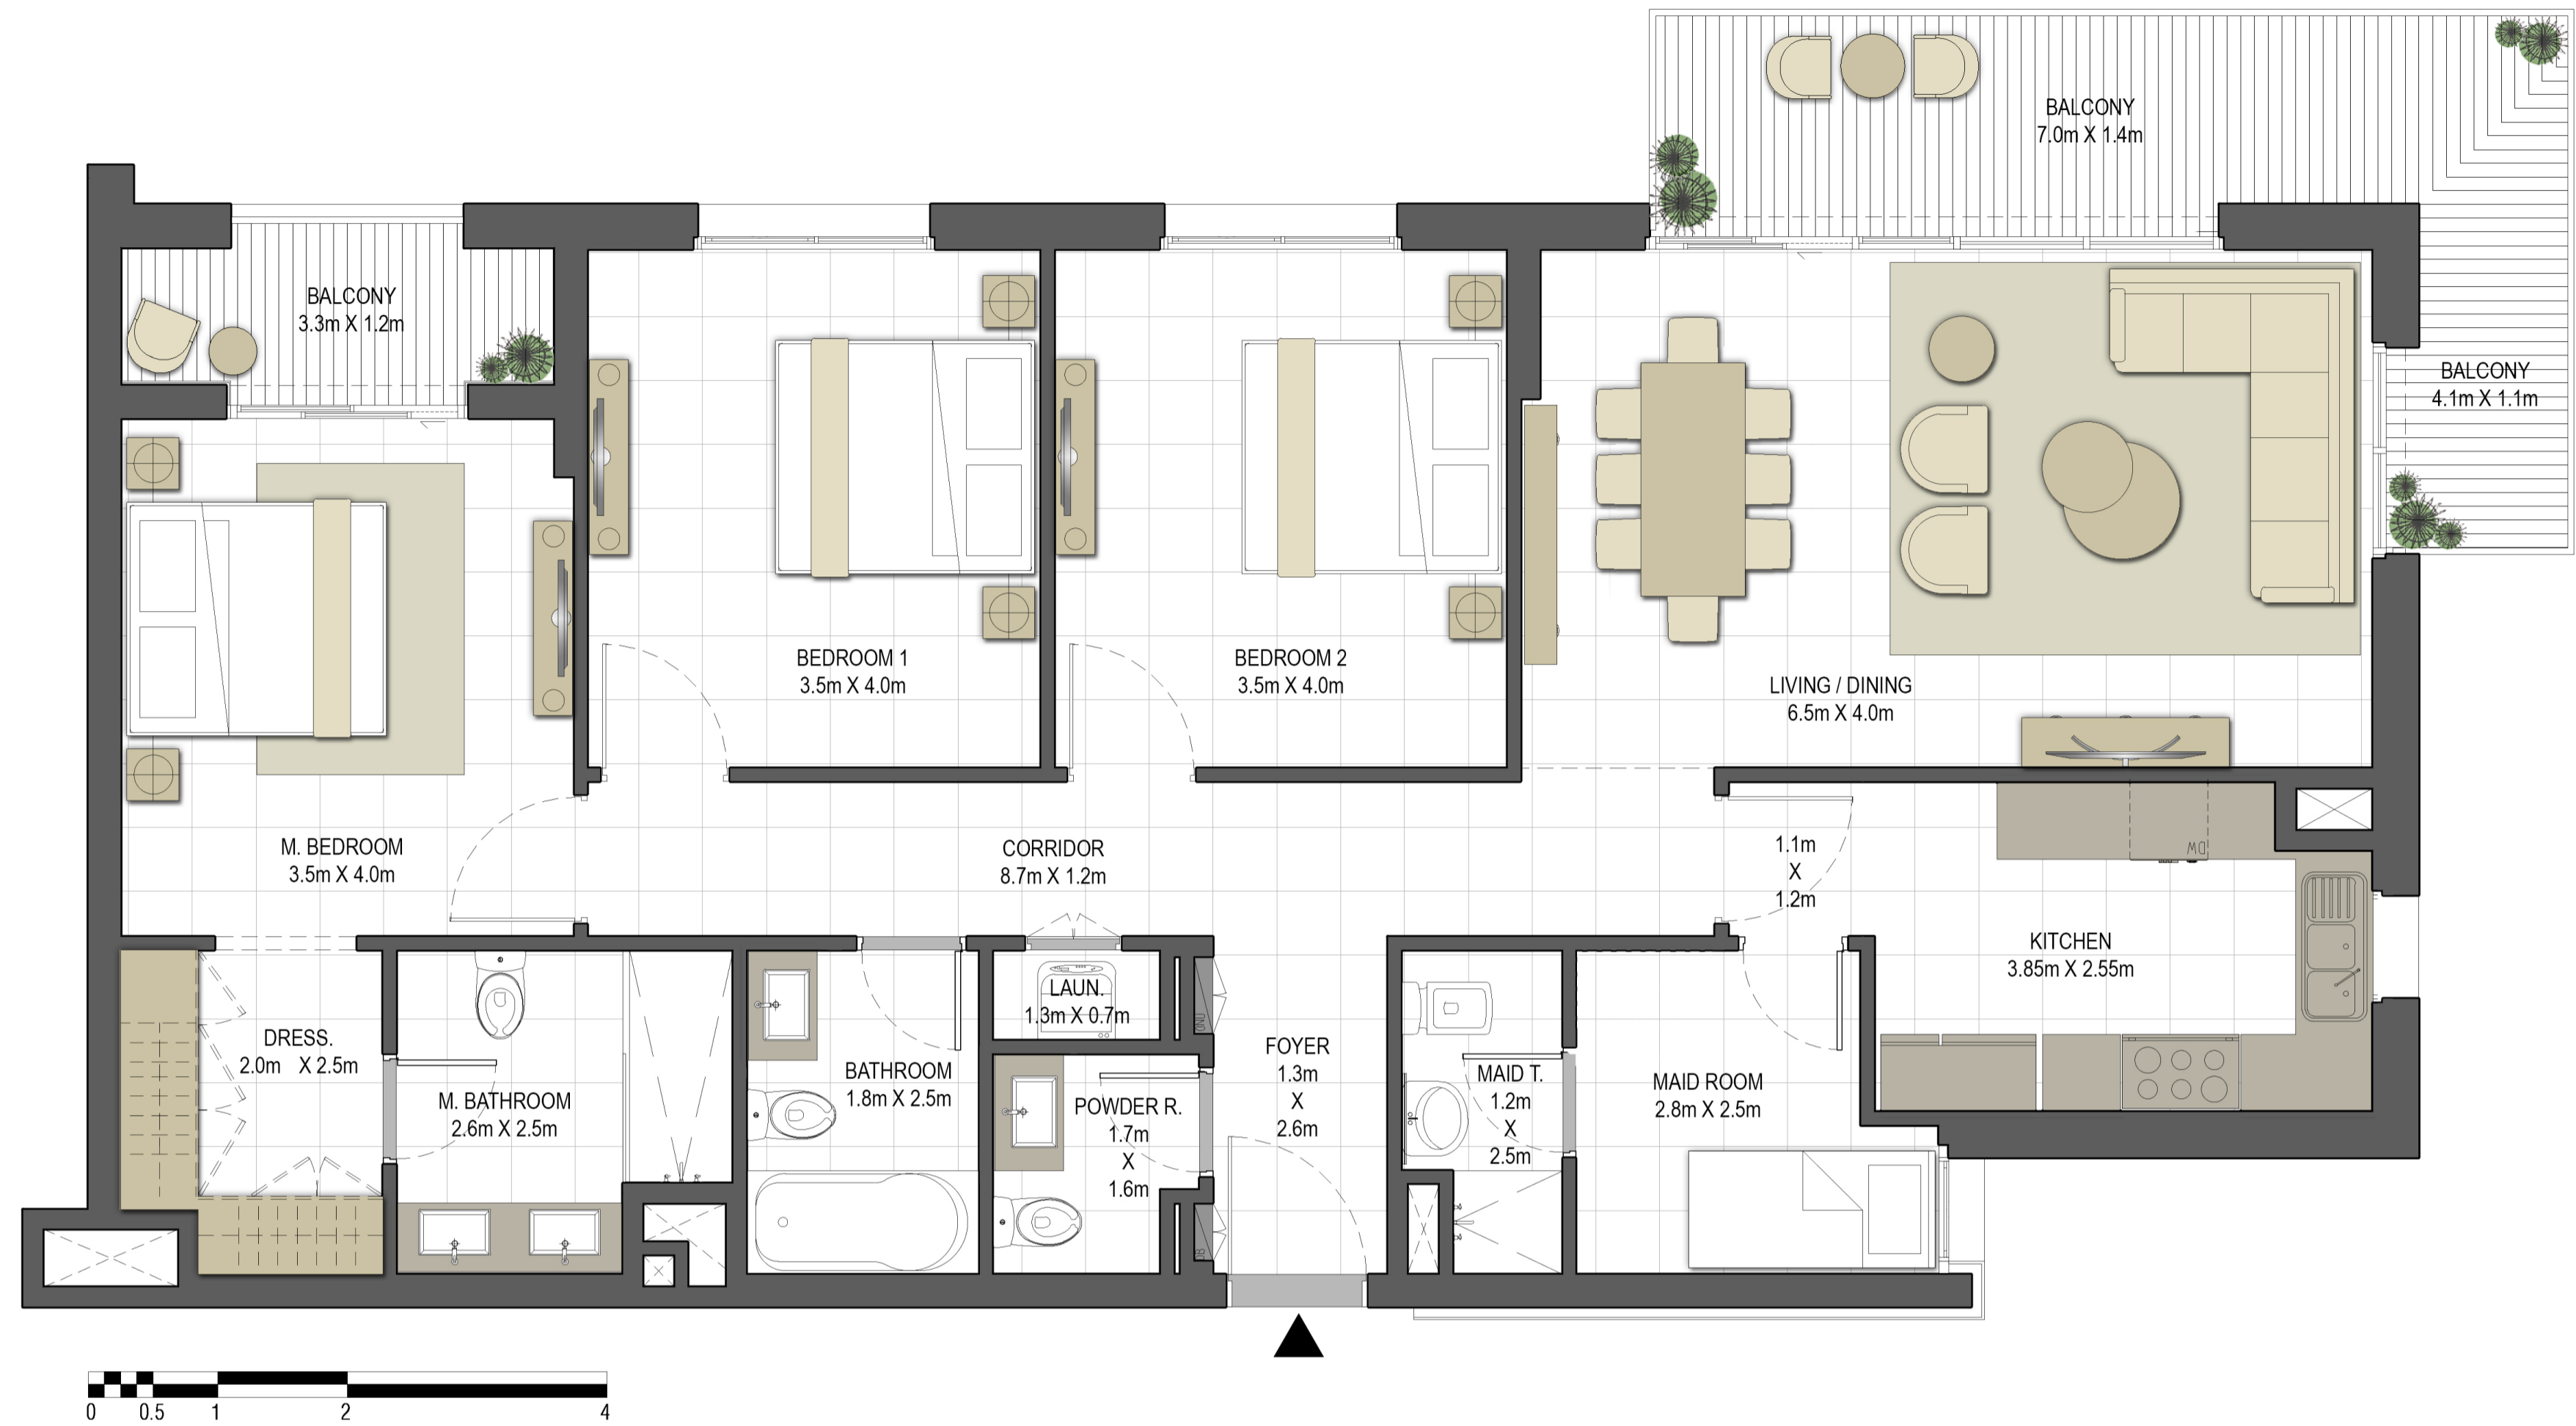 BALCONY
7.0m X 1.4m
BALCONY
3.3m X 1.2m
BALCONY
4.1m X 1.1m
BEDROOM 1
3.5m X 4.0m
BEDROOM 2
3.5m X 4.0m
LIVING / DINING
6.5m X 4.0m
M. BEDROOM
3.5m X 4.0m
CORRIDOR
8.7m X 1.2m
1.1m
X
1.2m
DW
KITCHEN
3.85m X 2.55m
LAUN.
1.3m X 0.7m
DRESS.
2.0m X 2.5m
M. BATHROOM
2.6m X 2.5m
BATHROOM
1.8m X 2.5m
POWDER R.
1.7m
X
1.6m
FOYER
1.3m
X
2.6m
MAID T.
1.2m
X
2.5m
MAID ROOM
2.8m X 2.5m
0 0.5 1 2 4